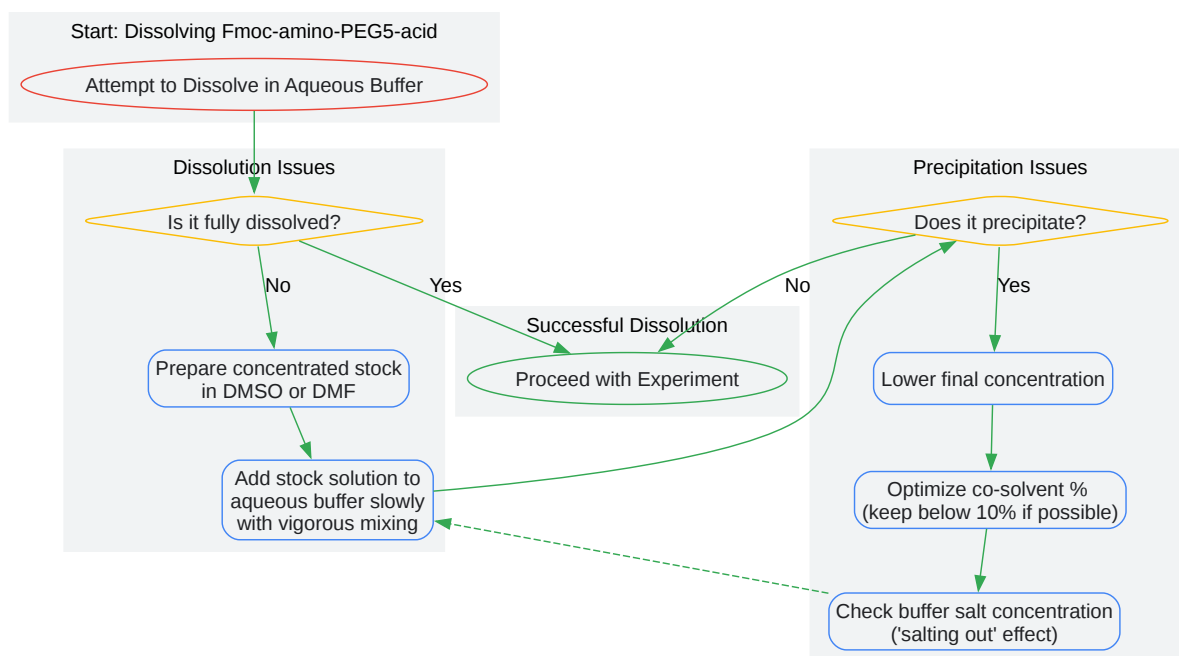 Start: Dissolving Fmoc-amino-PEG5-acid
Attempt to Dissolve in Aqueous Buffer
Dissolution Issues
Is it fully dissolved?
No
Yes
Prepare concentrated stock
in DMSO or DMF
Add stock solution to
aqueous buffer slowly
with vigorous mixing
Successful Dissolution
Proceed with Experiment
Precipitation Issues
Does it precipitate?
No
Yes
Lower final concentration
Optimize co-solvent %
(keep below 10% if possible)
Check buffer salt concentration
('salting out' effect)